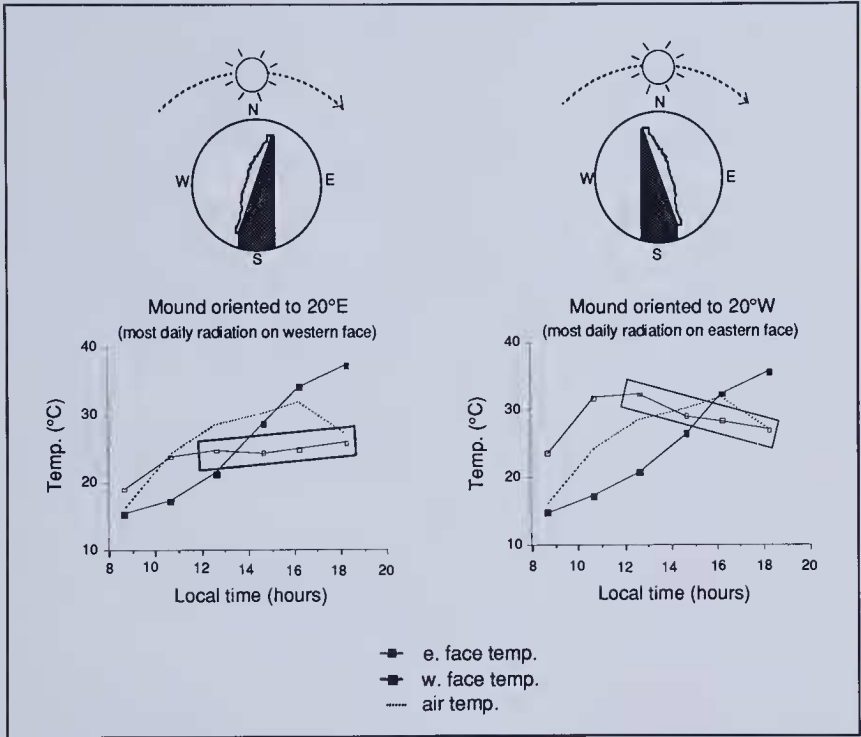 N
W
E
S
Mound oriented to 20°E
(most daily radiation on western face)
40
30
20
10
Temp. (°C)
8 10 12 14 16 18 20
Local time (hours)
N
W
E
S
Mound oriented to 20°W
(most daily radiation on eastern face)
40
30
20
10
Temp. (°C)
8 10 12 14 16 18 20
Local time (hours)
e. face temp.
w. face temp.
air temp.